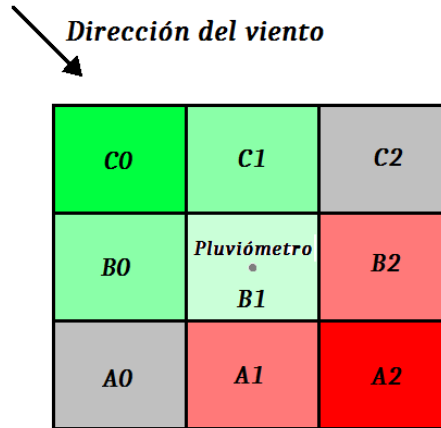 Dirección del viento
C0
C1
C2
B0
Pluviómetro
B1
B2
A0
A1
A2